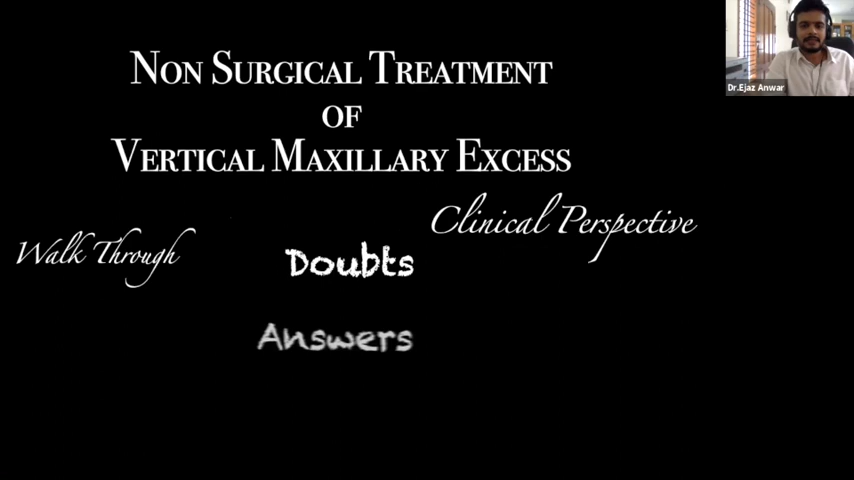 Non Surgical Treatment
of
Vertical Maxillary Excess
Clinical Perspective
Walk Through
Doubts
Answers
Dr.Ejaz Anwar